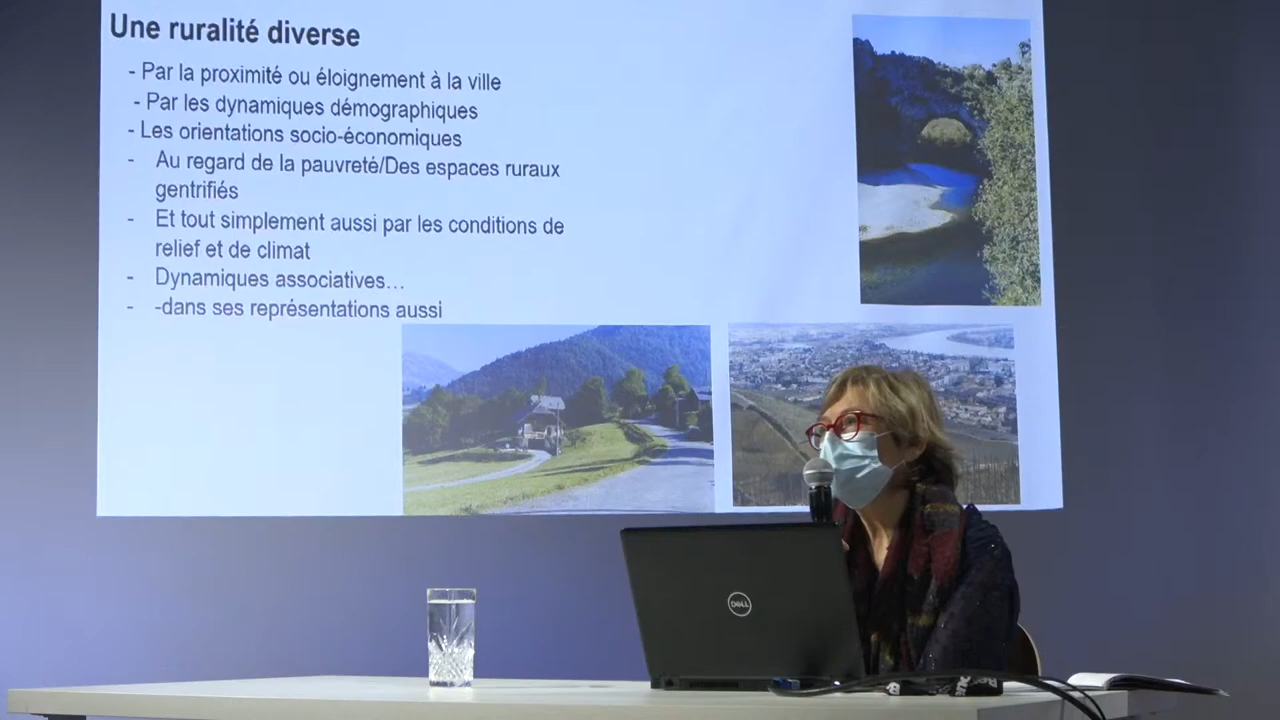 Une ruralité diverse
- Par la proximité ou éloignement à la ville
- Par les dynamiques démographiques
- Les orientations socio-économiques
- Au regard de la pauvreté/Des espaces ruraux
gentrifiés
- Et tout simplement aussi par les conditions de
relief et de climat
- Dynamiques associatives…
- -dans ses représentations aussi
DELL